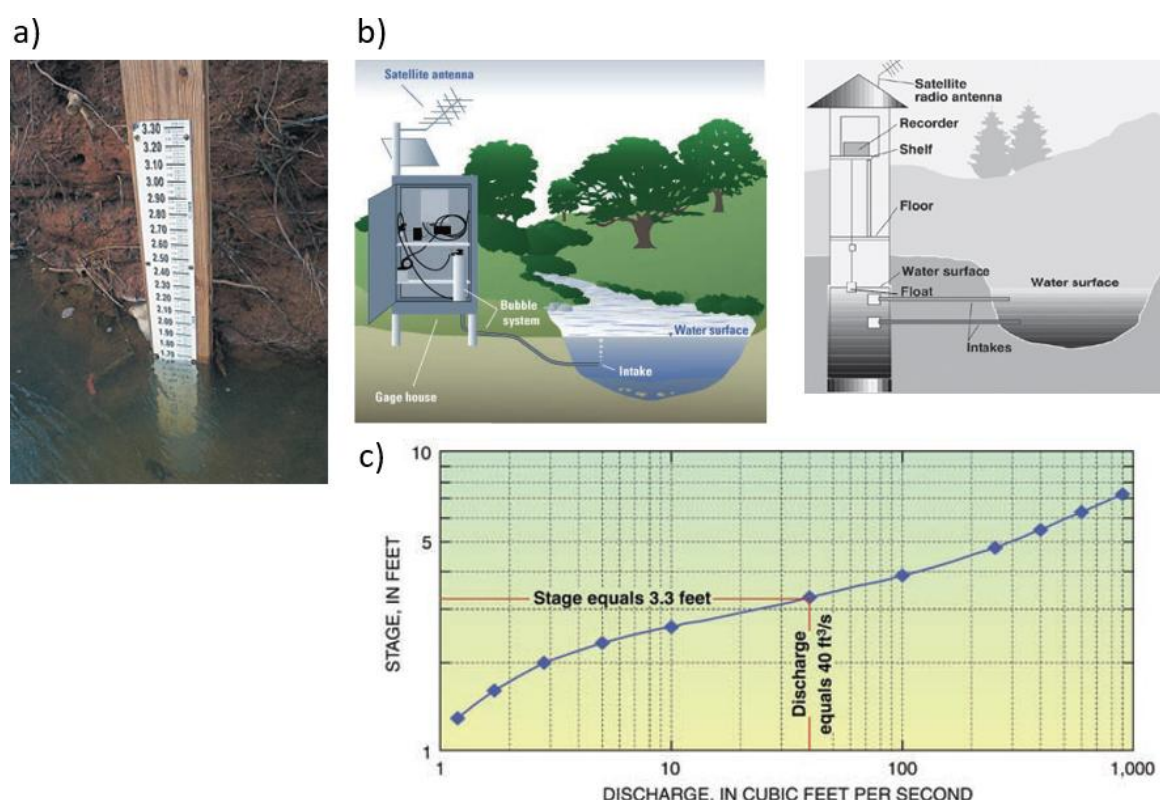 a)
3.30
3.20
3.10
3.00
2.90
2.80
2.70
2.60
2.50
2.40
2.30
2.20
2.10
2.00
1.90
1.80
1.70
b)
Satellite antenna
Bubble
system
Water surface
Intake
Gage house
Satellite
radio antenna
Recorder
Shelf
Floor
Water surface
Float
Water surface
Intakes
c)
10
5
1
STAGE, IN FEET
Stage equals 3.3 feet
Discharge
equals 40 ft³/s
1
10
100
1,000
DISCHARGE, IN CUBIC FEET PER SECOND